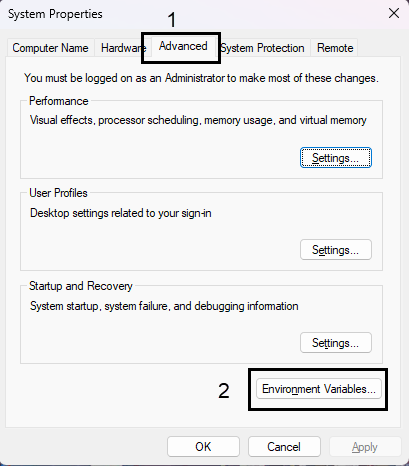 System Properties
1
Computer Name Hardware Advanced System Protection Remote
You must be logged on as an Administrator to make most of these changes.
Performance
Visual effects, processor scheduling, memory usage, and virtual memory
Settings...
User Profiles
Desktop settings related to your sign-in
Settings...
Startup and Recovery
System startup, system failure, and debugging information
Settings...
2 Environment Variables...
OK Cancel Apply